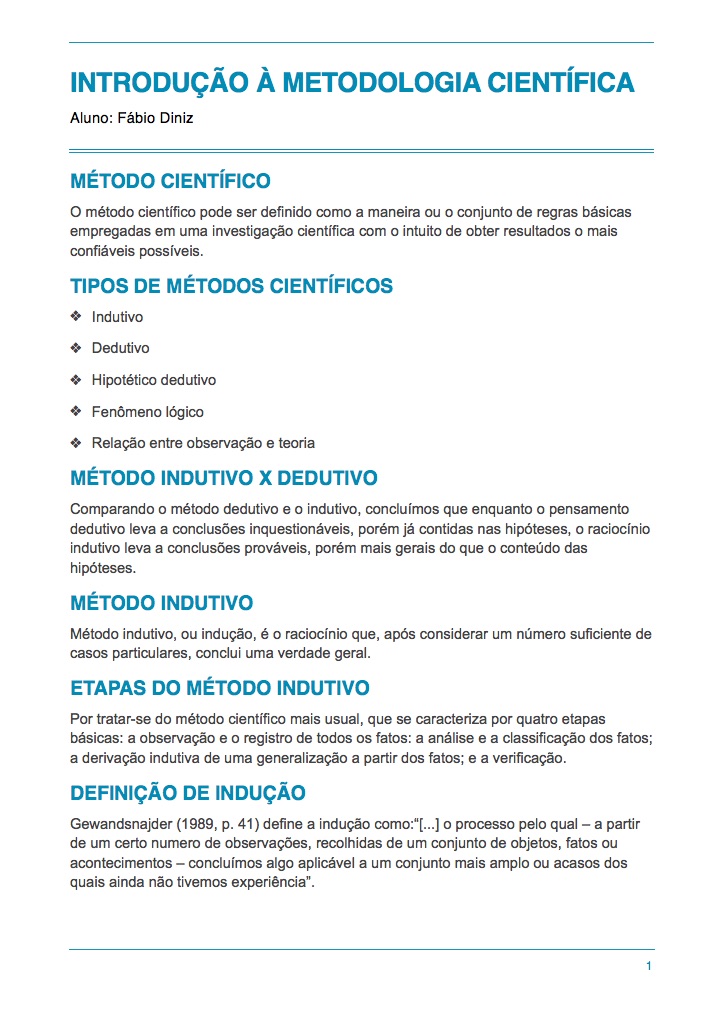 INTRODUÇÃO À METODOLOGIA CIENTÍFICA
Aluno: Fábio Diniz
MÉTODO CIENTÍFICO
O método científico pode ser definido como a maneira ou o conjunto de regras básicas
empregadas em uma investigação científica com o intuito de obter resultados o mais
confiáveis possíveis.
TIPOS DE MÉTODOS CIENTÍFICOS
❖ Indutivo
❖ Dedutivo
❖ Hipotético dedutivo
❖ Fenômeno lógico
❖ Relação entre observação e teoria
MÉTODO INDUTIVO X DEDUTIVO
Comparando o método dedutivo e o indutivo, concluímos que enquanto o pensamento
dedutivo leva a conclusões inquestionáveis, porém já contidas nas hipóteses, o raciocínio
indutivo leva a conclusões prováveis, porém mais gerais do que o conteúdo das
hipóteses.
MÉTODO INDUTIVO
Método indutivo, ou indução, é o raciocínio que, após considerar um número suficiente de
casos particulares, conclui uma verdade geral.
ETAPAS DO MÉTODO INDUTIVO
Por tratar-se do método científico mais usual, que se caracteriza por quatro etapas
básicas: a observação e o registro de todos os fatos: a análise e a classificação dos fatos;
a derivação indutiva de uma generalização a partir dos fatos; e a verificação.
DEFINIÇÃO DE INDUÇÃO
Gewandsnajder (1989, p. 41) define a indução como:“[...] o processo pelo qual – a partir
de um certo numero de observações, recolhidas de um conjunto de objetos, fatos ou
acontecimentos – concluímos algo aplicável a um conjunto mais amplo ou acasos dos
quais ainda não tivemos experiência”.
1